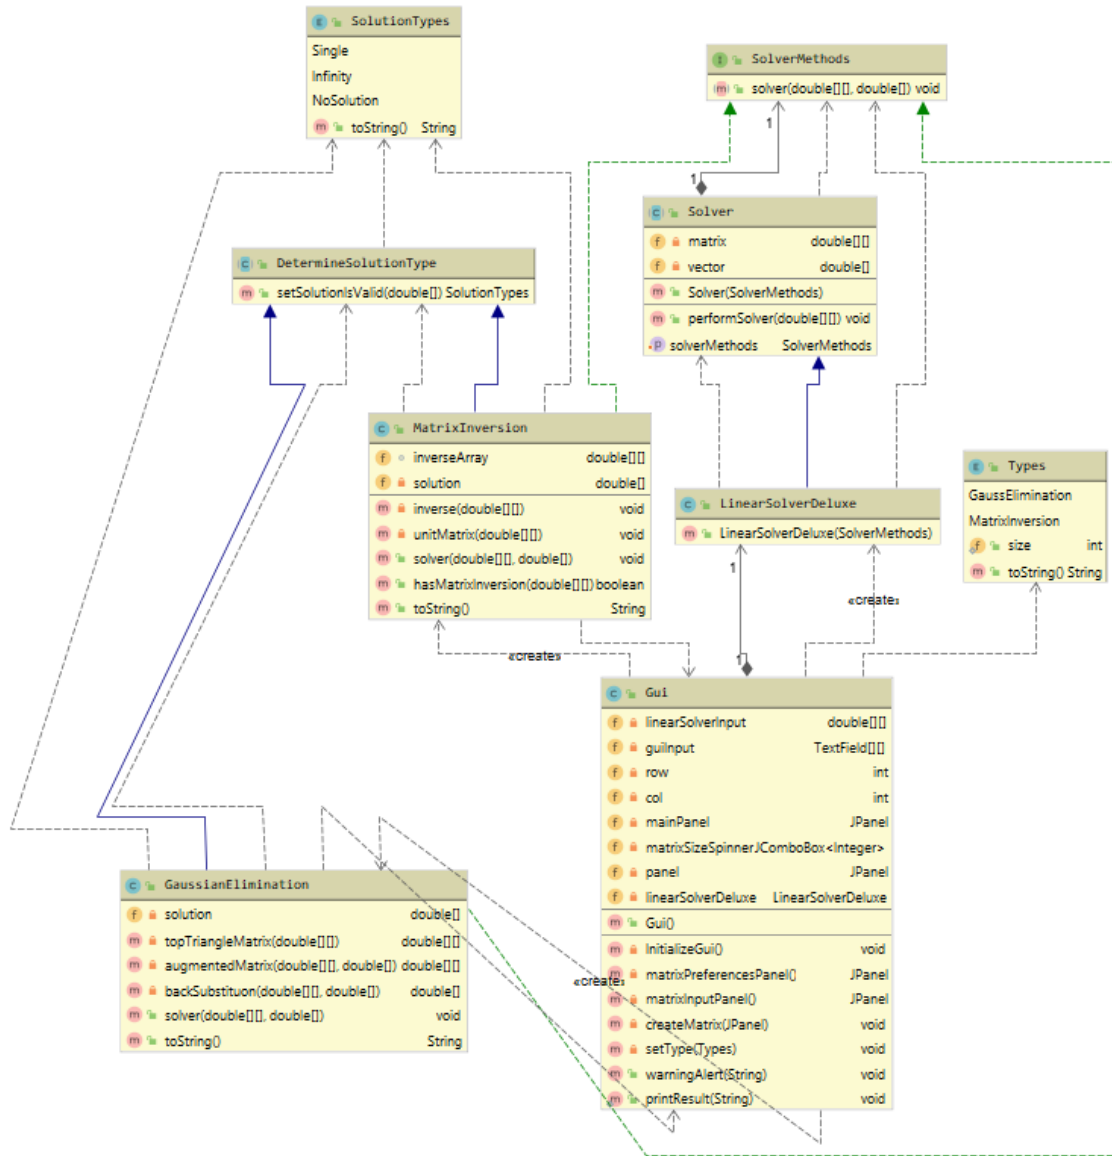 SolutionTypes
Single
Infinity
NoSolution
toString() String
SolverMethods
solver(double[][], double[]) void
1
1
Solver
matrix double[][]
vector double[]
Solver(SolverMethods)
performSolver(double[][]) void
solverMethods SolverMethods
DetermineSolutionType
setSolutionIsValid(double[]) SolutionTypes
MatrixInversion
inverseArray double[][]
solution double[]
inverse(double[][]) void
unitMatrix(double[][]) void
solver(double[][], double[]) void
hasMatrixInversion(double[][]) boolean
toString() String
LinearSolverDeluxe
LinearSolverDeluxe(SolverMethods)
Types
GaussElimination
MatrixInversion
size int
toString() String
1
«create»
«create»
1
Gui
linearSolverInput double[][]
guiInput TextField[][]
row int
col int
mainPanel JPanel
matrixSizeSpinner JComboBox<Integer>
panel JPanel
linearSolverDeluxe LinearSolverDeluxe
Gui()
InitializeGui() void
matrixPreferencesPanel() JPanel
matrixInputPanel() JPanel
createMatrix(JPanel) void
setType(Types) void
warningAlert(String) void
printResult(String) void
«create»
GaussianElimination
solution double[]
topTriangleMatrix(double[][]) double[][]
augmentedMatrix(double[][], double[]) double[][]
backSubstituon(double[][], double[]) double[]
solver(double[][], double[]) void
toString() String